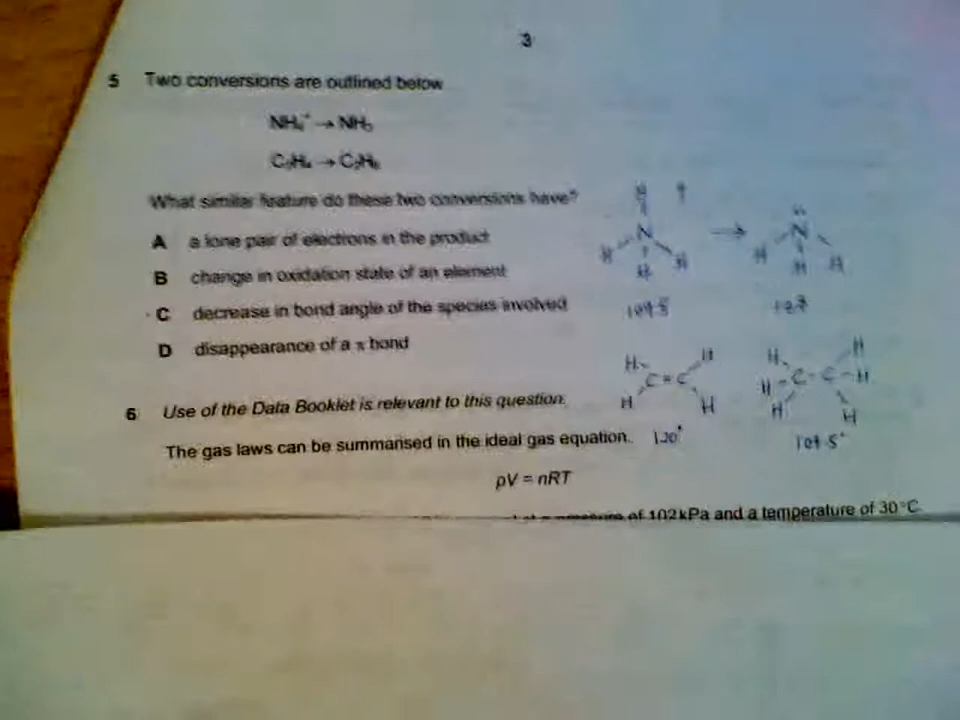 3
5 Two conversions are outlined below
NH₄⁺ → NH₃
C₂H₄ → C₂H₆
What similar feature do these two conversions have?
A a lone pair of electrons in the product
B change in oxidation state of an element
C decrease in bond angle of the species involved
D disappearance of a π bond
H
N
H H
H
→
N
H H
H
109.5
107
H H
C = C
H H
120°
H H
H - C - C - H
H H
109.5°
6 Use of the Data Booklet is relevant to this question.
The gas laws can be summarised in the ideal gas equation.
pV = nRT
pressure of 102 kPa and a temperature of 30 °C.